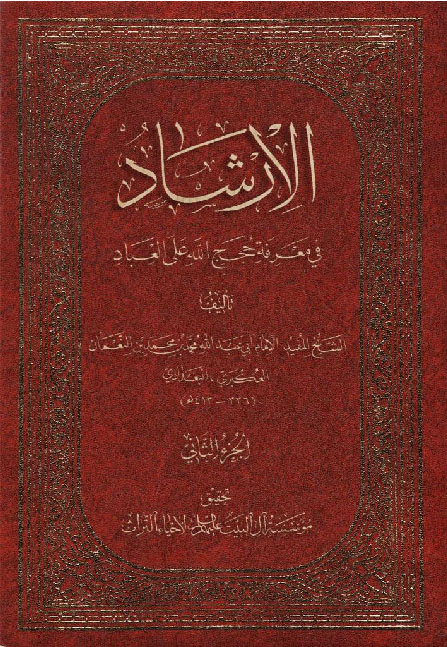 الإرشاد
في معرفة حجج الله على العباد
تأليف
الشيخ المفيد الإمام أبي عبد الله محمد بن محمد بن النعمان
العكبري، البغدادي
(٣٣٦ - ٤١٣ هـ)
الجزء الثاني
تحقيق
مؤسسة آل البيت عليهم السلام لإحياء التراث